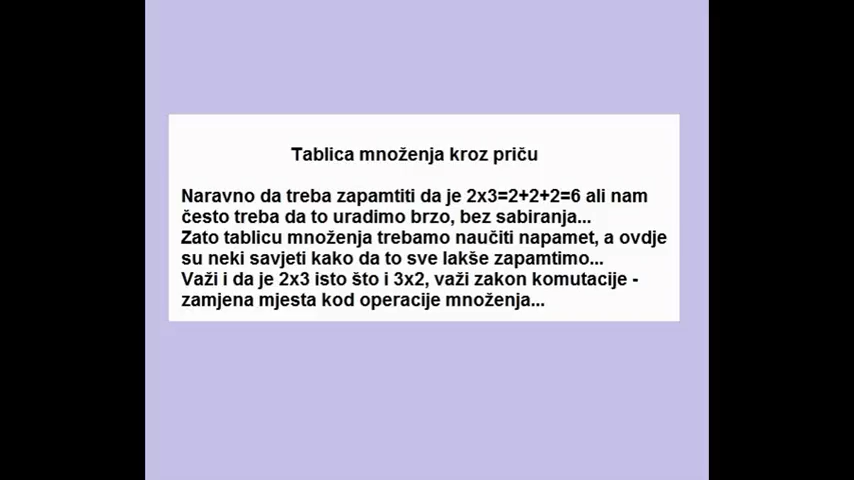 Tablica množenja kroz priču
Naravno da treba zapamtiti da je 2x3=2+2+2=6 ali nam
često treba da to uradimo brzo, bez sabiranja...
Zato tablicu množenja trebamo naučiti napamet, a ovdje
su neki savjeti kako da to sve lakše zapamtimo...
Važi i da je 2x3 isto što i 3x2, važi zakon komutacije -
zamjena mjesta kod operacije množenja...